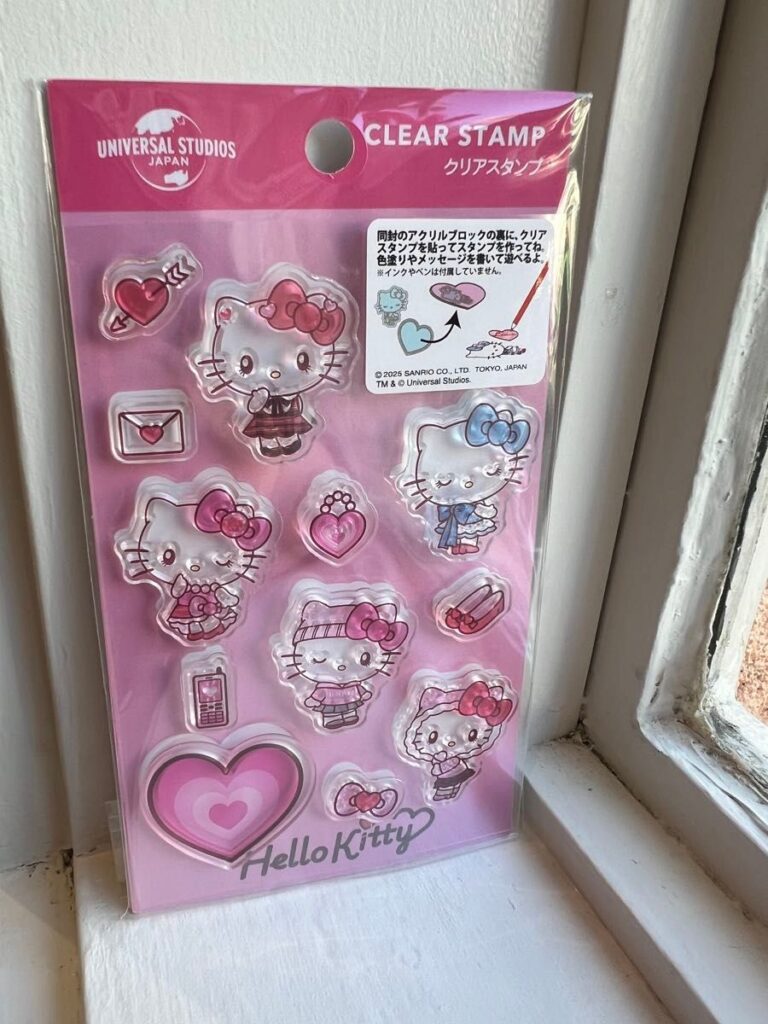 UNIVERSAL STUDIOS
JAPAN
CLEAR STAMP
クリアスタンプ
同封のアクリルブロックの裏に、クリア
スタンプを貼ってスタンプを作ってね。
色塗りやメッセージを書いて遊べるよ。
※インクやペンは付属していません。
© 2025 SANRIO CO., LTD. TOKYO, JAPAN
TM & © Universal Studios.
Hello Kitty